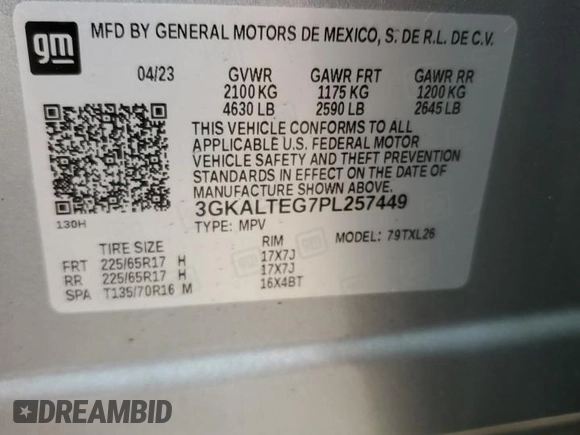 gm
MFD BY GENERAL MOTORS DE MEXICO, S. DE R.L. DE C.V.
04/23 GVWR GAWR FRT GAWR RR
2100 KG 1175 KG 1200 KG
4630 LB 2590 LB 2645 LB
THIS VEHICLE CONFORMS TO ALL
APPLICABLE U.S. FEDERAL MOTOR
VEHICLE SAFETY AND THEFT PREVENTION
STANDARDS IN EFFECT ON THE DATE OF
MANUFACTURE SHOWN ABOVE.
3GKALTEG7PL257449
130H
TYPE: MPV MODEL: 79TXL26
TIRE SIZE RIM
FRT 225/65R17 H 17X7J
RR 225/65R17 H 17X7J
SPA T135/70R16 M 16X4BT
DREAMBID